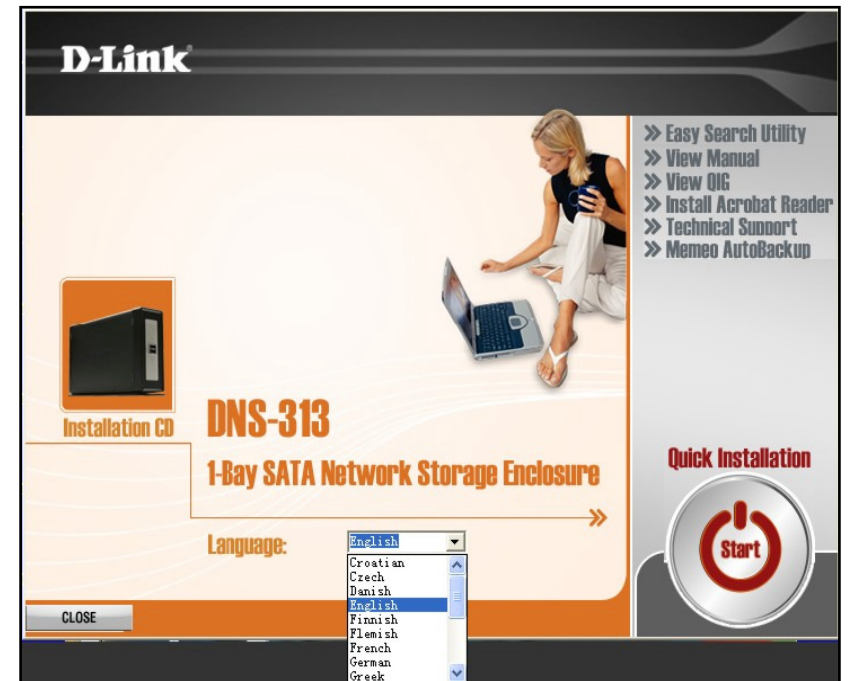 D-Link
» Easy Search Utility
» View Manual
» View QIG
» Install Acrobat Reader
» Technical Support
» Memeo AutoBackup
Installation CD
DNS-313
1-Bay SATA Network Storage Enclosure
»
Language:
English
Croatian
Czech
Danish
English
Finnish
Flemish
French
German
Greek
Quick Installation
Start
CLOSE